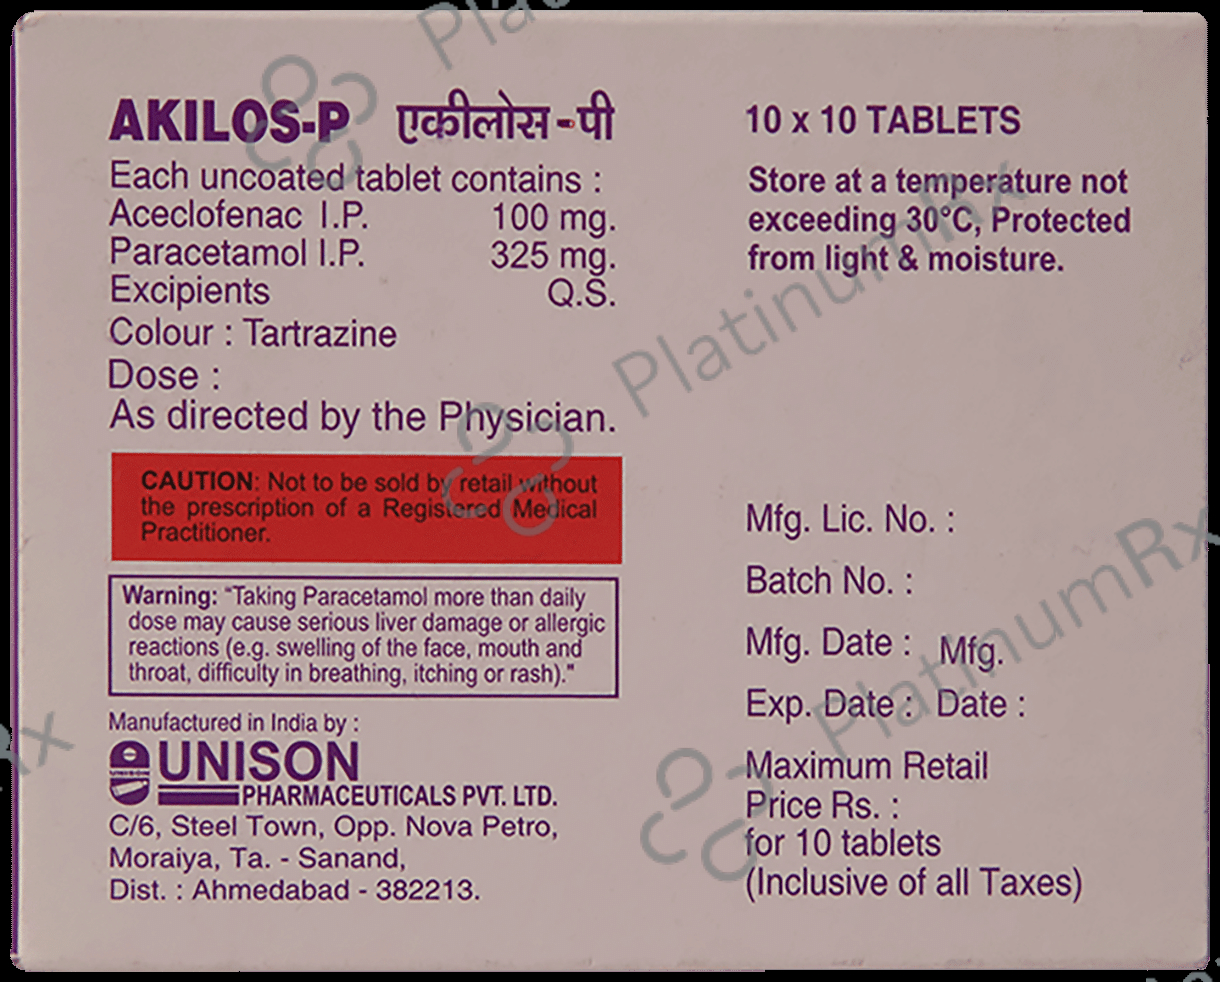 AKILOS-P एकीलोस-पी
Each uncoated tablet contains :
Aceclofenac I.P. 100 mg.
Paracetamol I.P. 325 mg.
Excipients Q.S.
Colour : Tartrazine
Dose :
As directed by the Physician.
CAUTION: Not to be sold by retail without
the prescription of a Registered Medical
Practitioner.
Warning: "Taking Paracetamol more than daily
dose may cause serious liver damage or allergic
reactions (e.g. swelling of the face, mouth and
throat, difficulty in breathing, itching or rash)."
Manufactured in India by :
UNISON
UNISON
PHARMACEUTICALS PVT. LTD.
C/6, Steel Town, Opp. Nova Petro,
Moraiya, Ta. - Sanand,
Dist. : Ahmedabad - 382213.
10 x 10 TABLETS
Store at a temperature not
exceeding 30°C, Protected
from light & moisture.
Mfg. Lic. No. :
Batch No. :
Mfg. Date : Mfg.
Exp. Date : Date :
Maximum Retail
Price Rs. :
for 10 tablets
(Inclusive of all Taxes)
PlatinumRx
PlatinumRx